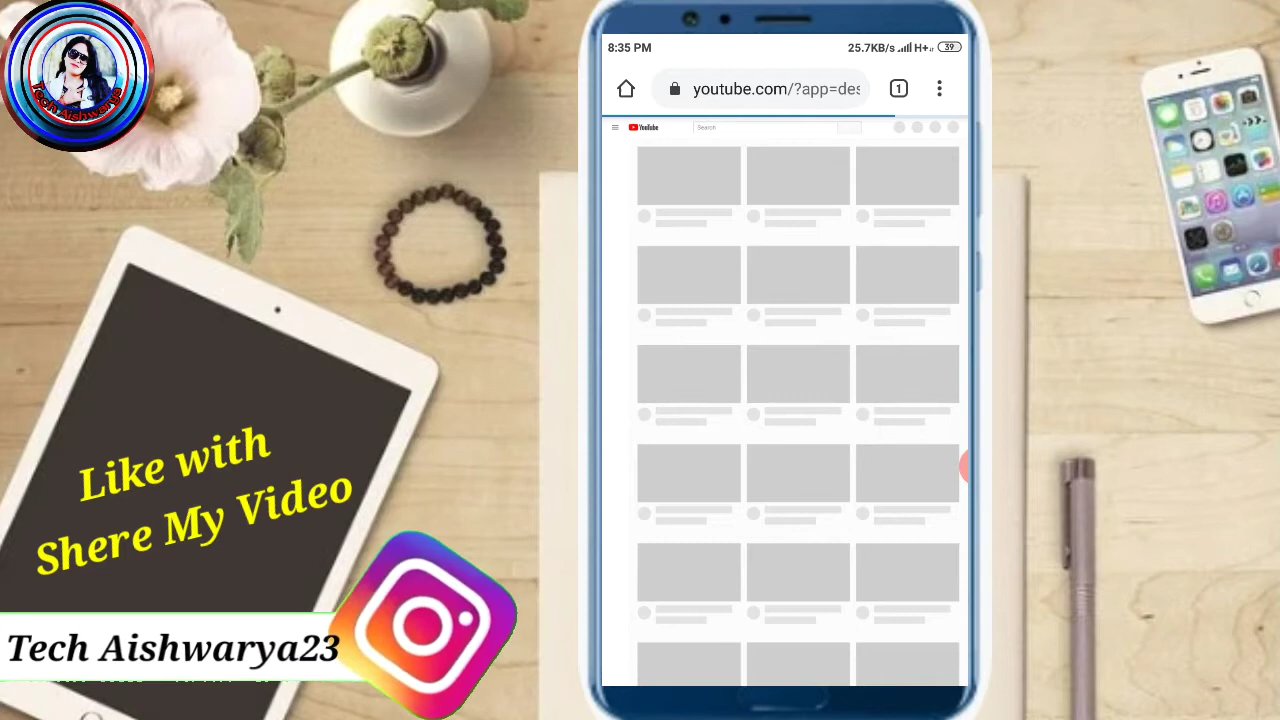 Tech Aishwarya
8:35 PM
25.7KB/s
H+
39
youtube.com/?app=des
1
YouTube
Search
Like with
Shere My Video
Tech Aishwarya23